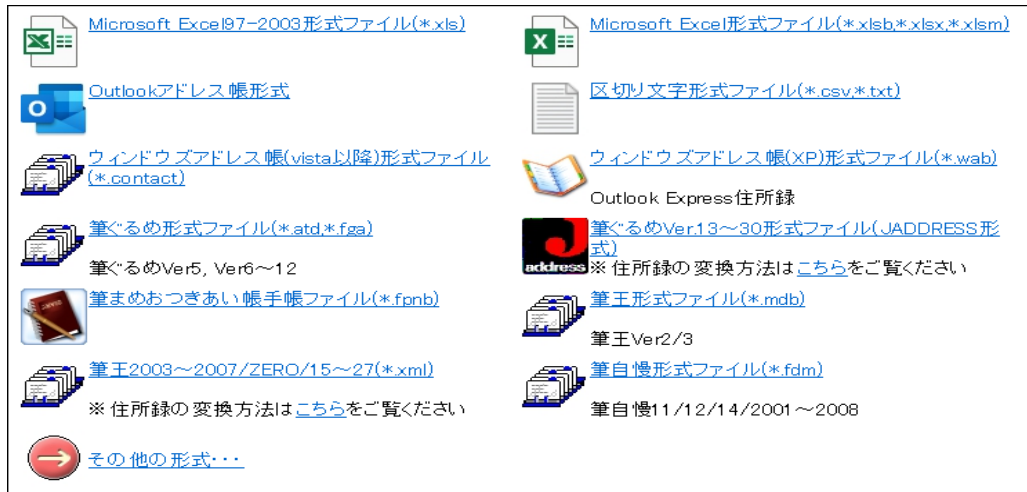 Microsoft Excel97-2003形式ファイル(*.xls)
Microsoft Excel形式ファイル(*.xlsb,*.xlsx,*.xlsm)
Outlookアドレス帳形式
区切り文字形式ファイル(*.csv,*.txt)
ウィンドウズアドレス帳(vista以降)形式ファイル
(*.contact)
ウィンドウズアドレス帳(XP)形式ファイル(*.wab)
Outlook Express住所録
筆ぐるめ形式ファイル(*.atd,*.fga)
筆ぐるめVer5, Ver6～12
address
筆ぐるめVer.13～30形式ファイル(JADDRESS形
式)
※住所録の変換方法はこちらをご覧ください
筆まめおつきあい帳手帳ファイル(*.fpnb)
筆王形式ファイル(*.mdb)
筆王Ver2/3
筆王2003～2007/ZERO/15～27(*.xml)
※住所録の変換方法はこちらをご覧ください
筆自慢形式ファイル(*.fdm)
筆自慢11/12/14/2001～2008
その他の形式･･･